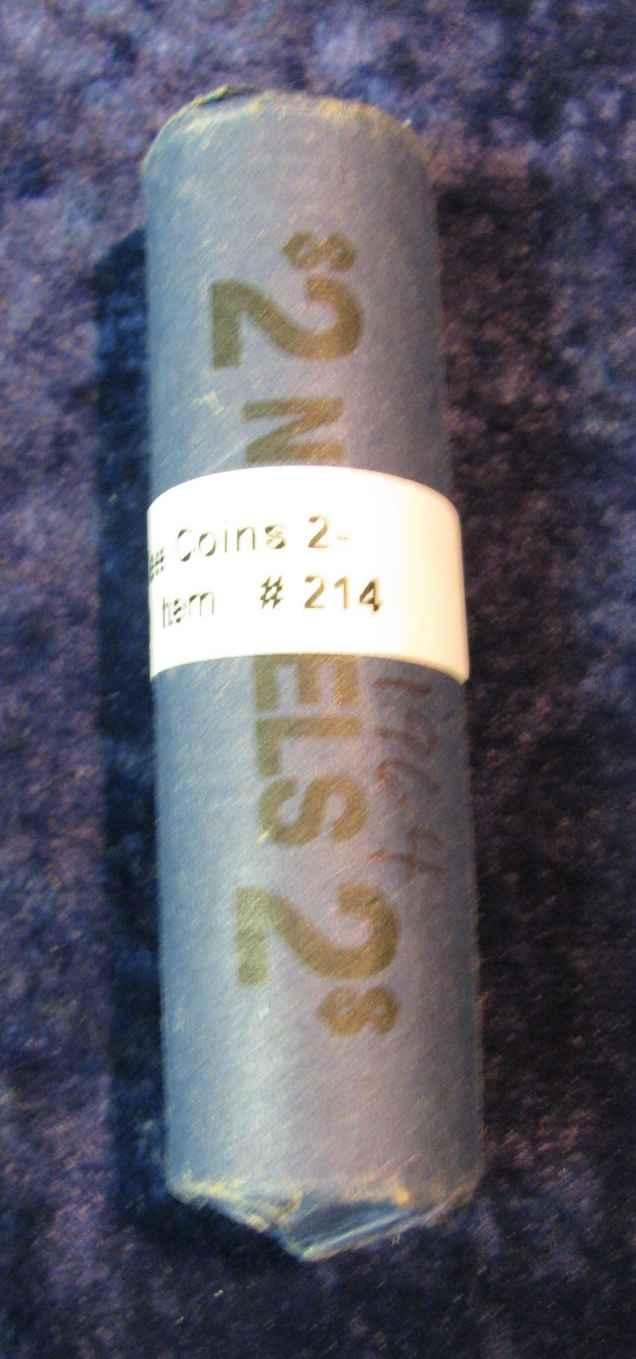 $2 N ELS 2$
Coins 2-
Item # 214
1964